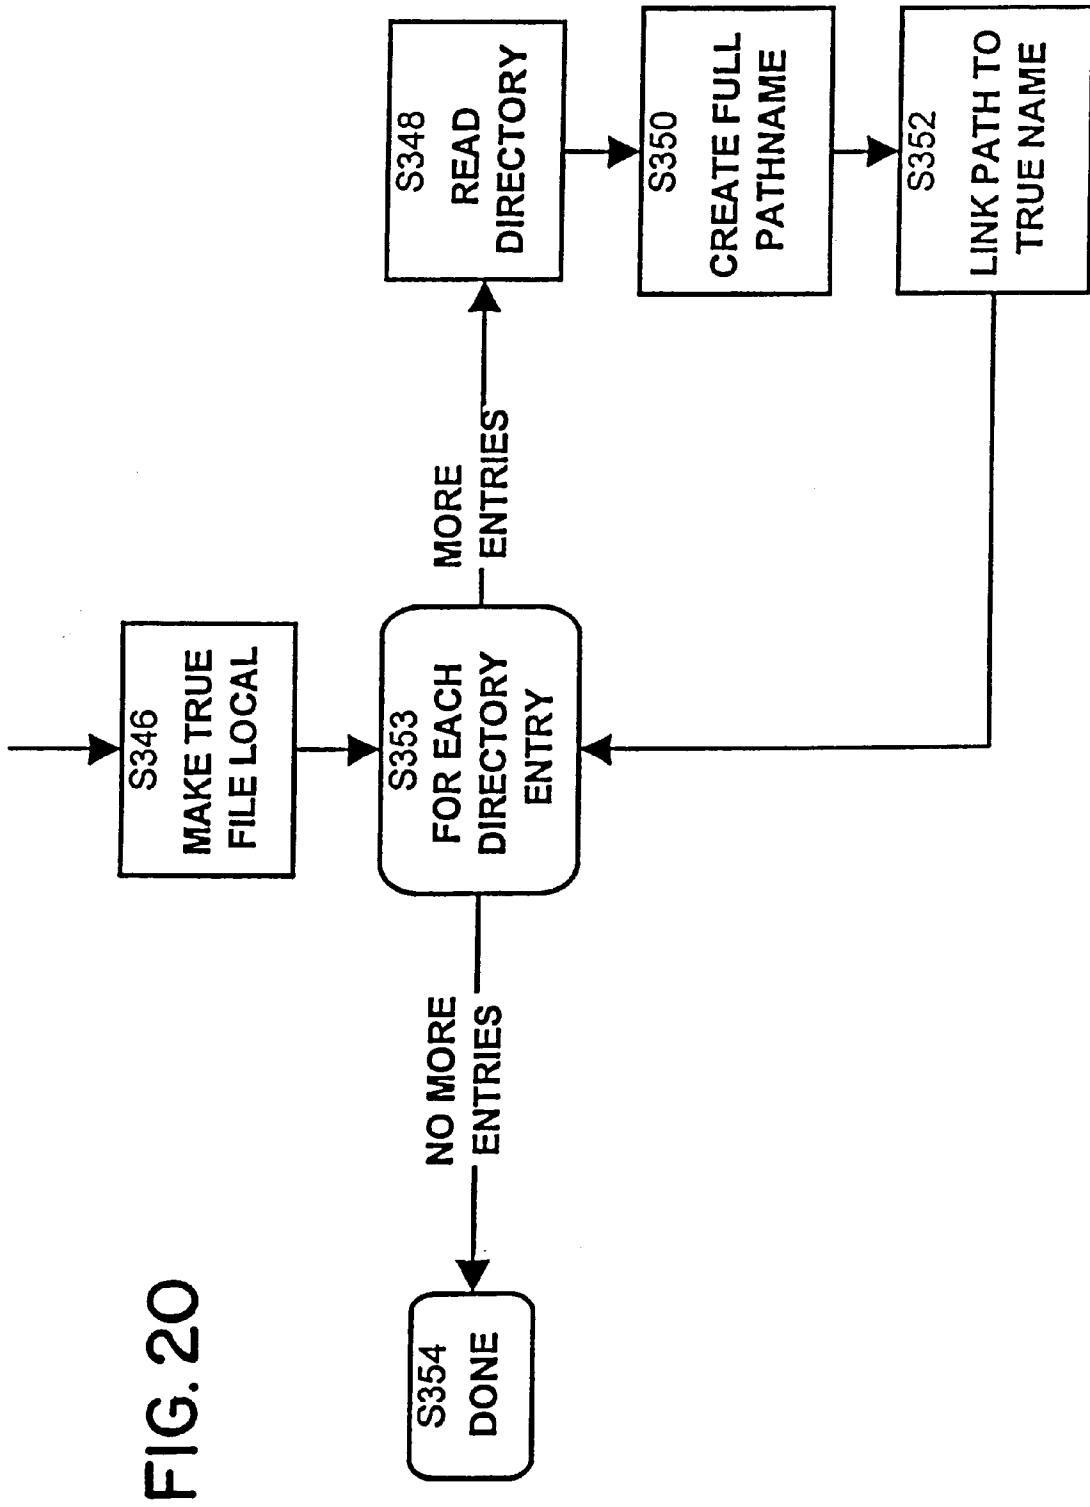 FIG. 20
S346
MAKE TRUE
FILE LOCAL
S353
FOR EACH
DIRECTORY
ENTRY
NO MORE
ENTRIES
S354
DONE
MORE
ENTRIES
S348
READ
DIRECTORY
S350
CREATE FULL
PATHNAME
S352
LINK PATH TO
TRUE NAME